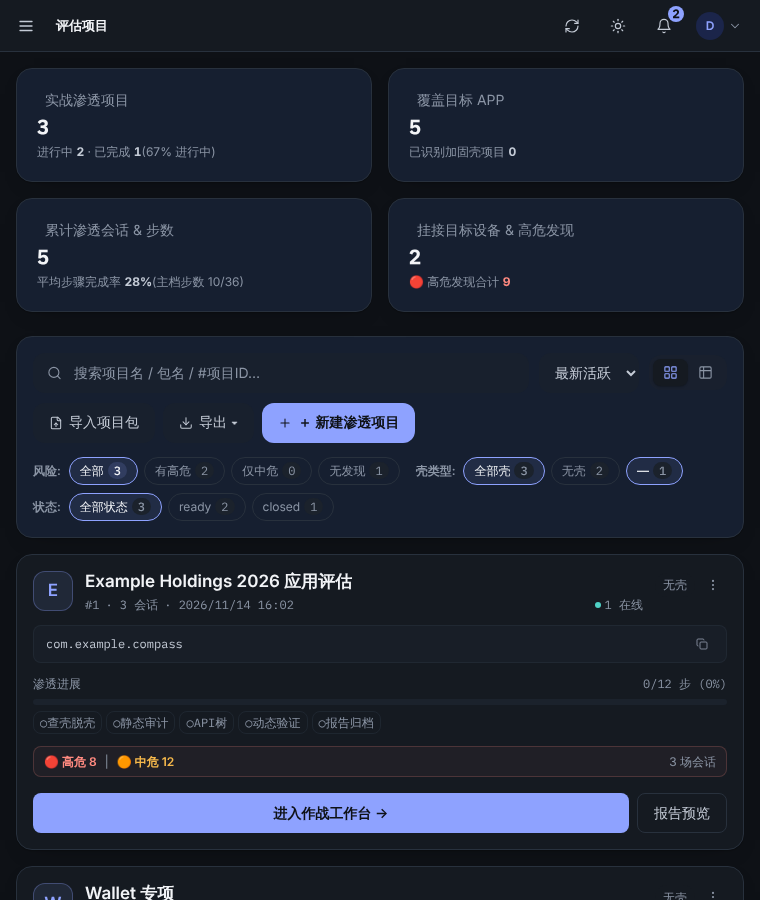 评估项目
2
D
实战渗透项目
3
进行中 2 · 已完成 1(67% 进行中)
覆盖目标 APP
5
已识别加固壳项目 0
累计渗透会话 & 步数
5
平均步骤完成率 28%(主档步数 10/36)
挂接目标设备 & 高危发现
2
🔴 高危发现合计 9
搜索项目名 / 包名 / #项目ID...
最新活跃
导入项目包
导出
+ + 新建渗透项目
风险: 全部 3 有高危 2 仅中危 0 无发现 1 壳类型: 全部壳 3 无壳 2 — 1
状态: 全部状态 3 ready 2 closed 1
E
Example Holdings 2026 应用评估
无壳
#1 · 3 会话 · 2026/11/14 16:02
1 在线
com.example.compass
渗透进展
0/12 步 (0%)
○查壳脱壳 ○静态审计 ○API树 ○动态验证 ○报告归档
🔴 高危 8 | 🟠 中危 12
3 场会话
进入作战工作台 →
报告预览
W
Wallet 专项
无壳